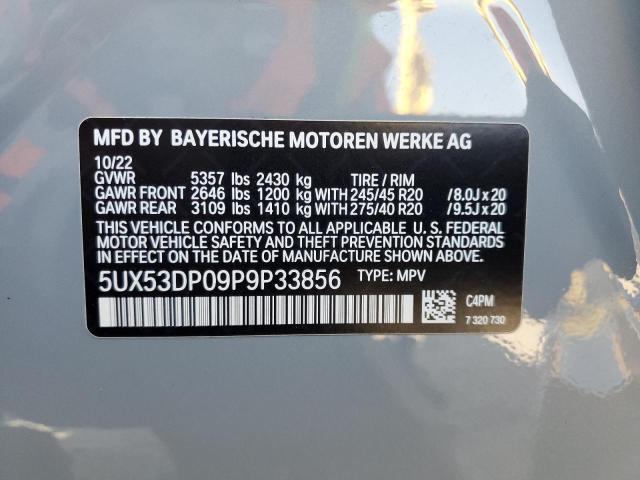 MFD BY BAYERISCHE MOTOREN WERKE AG
10/22
GVWR 5357 lbs 2430 kg TIRE / RIM
GAWR FRONT 2646 lbs 1200 kg WITH 245/45 R20 /8.0J x 20
GAWR REAR 3109 lbs 1410 kg WITH 275/40 R20 /9.5J x 20
THIS VEHICLE CONFORMS TO ALL APPLICABLE U. S. FEDERAL
MOTOR VEHICLE SAFETY AND THEFT PREVENTION STANDARDS
IN EFFECT ON THE DATE OF MANUFACTURE SHOWN ABOVE.
5UX53DP09P9P33856 TYPE: MPV
C4PM
7 320 730